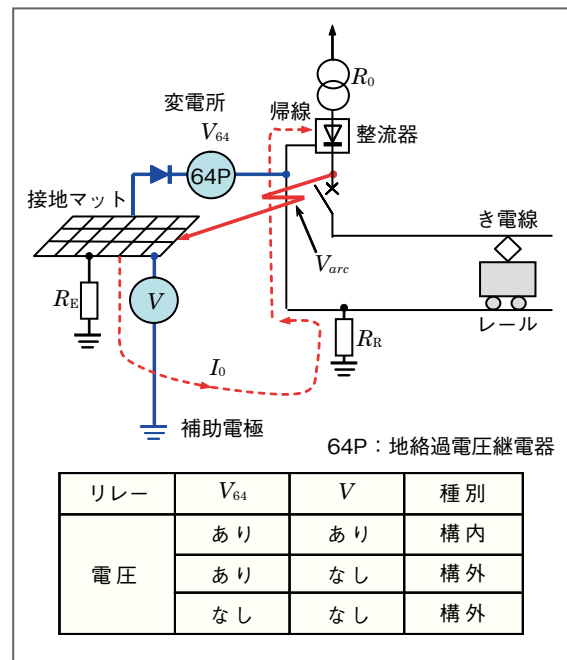 R₀
変電所
帰線
V₆₄
整流器
64P
接地マット
き電線
Varc
RE
V
レール
RR
I₀
補助電極
64P：地絡過電圧継電器
リレー V₆₄ V 種別
電圧 あり あり 構内
あり なし 構外
なし なし 構外